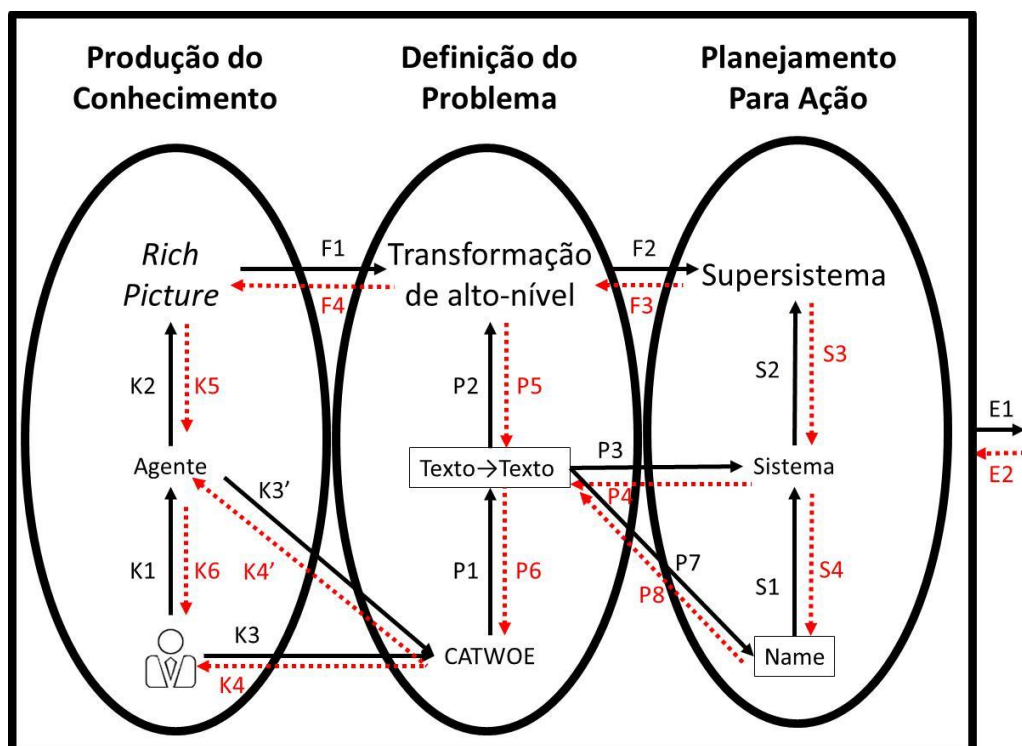 Produção do
Conhecimento
Definição do
Problema
Planejamento
Para Ação
Rich
Picture
F1
F4
Transformação
de alto-nível
F2
F3
Supersistema
K2
K5
P2
P5
S2
S3
E1
E2
Agente
K3’
Texto→Texto
P3
P4
Sistema
K1
K6
K4’
P1
P6
P7
P8
S1
S4
K3
K4
CATWOE
Name